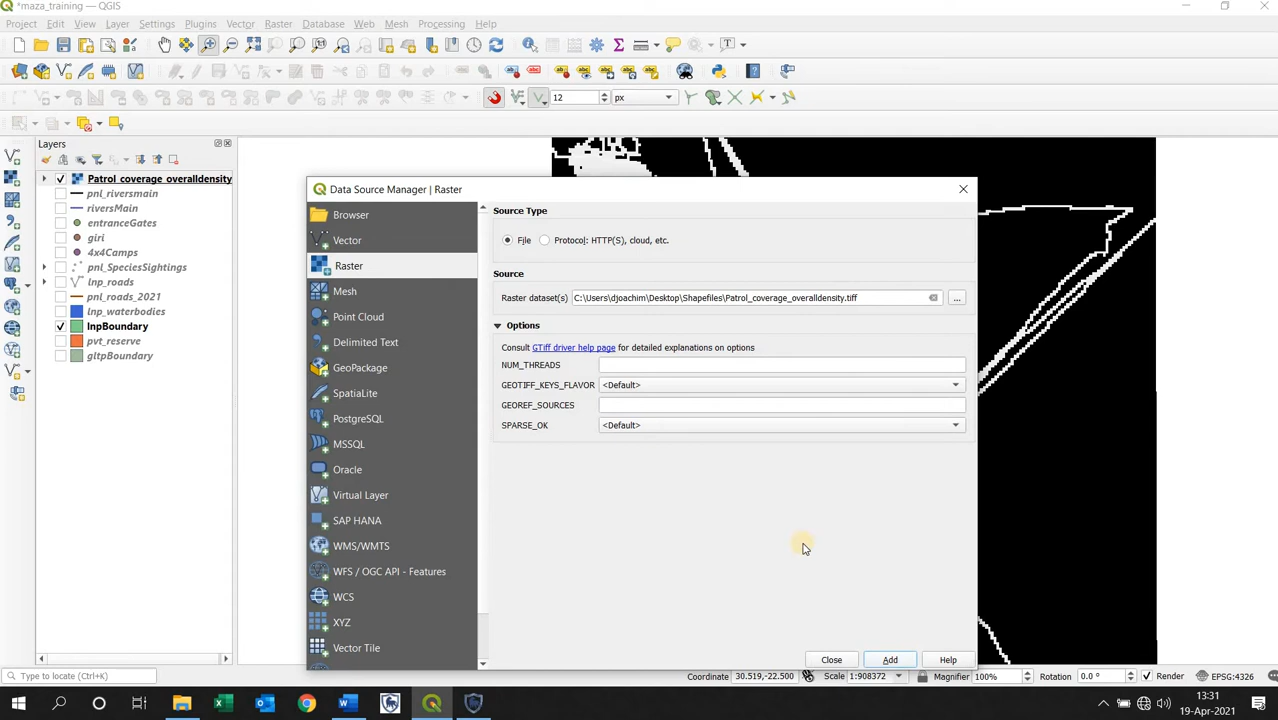 *maza_training — QGIS
Project Edit View Layer Settings Plugins Vector Raster Database Web Mesh Processing Help
12 px
Layers
Patrol_coverage_overalldensity
pnl_riversmain
riversMain
entranceGates
giri
4x4Camps
pnl_SpeciesSightings
lnp_roads
pnl_roads_2021
lnp_waterbodies
lnpBoundary
pvt_reserve
gltpBoundary
Data Source Manager | Raster
Browser
Vector
Raster
Mesh
Point Cloud
Delimited Text
GeoPackage
SpatiaLite
PostgreSQL
MSSQL
Oracle
Virtual Layer
SAP HANA
WMS/WMTS
WFS / OGC API - Features
WCS
XYZ
Vector Tile
Source Type
File Protocol: HTTP(S), cloud, etc.
Source
Raster dataset(s) C:\Users\djoachim\Desktop\Shapefiles\Patrol_coverage_overalldensity.tiff ...
Options
Consult GTiff driver help page for detailed explanations on options
NUM_THREADS
GEOTIFF_KEYS_FLAVOR <Default>
GEOREF_SOURCES
SPARSE_OK <Default>
Close Add Help
Type to locate (Ctrl+K) Coordinate 30.519,-22.500 Scale 1:908372 Magnifier 100% Rotation 0.0 ° Render EPSG:4326
13:31
19-Apr-2021